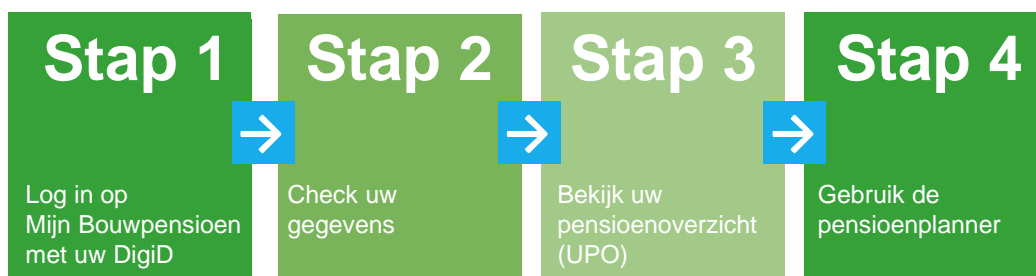 Stap 1
Log in op
Mijn Bouwpensioen
met uw DigiD
Stap 2
Check uw
gegevens
Stap 3
Bekijk uw
pensioenoverzicht
(UPO)
Stap 4
Gebruik de
pensioenplanner